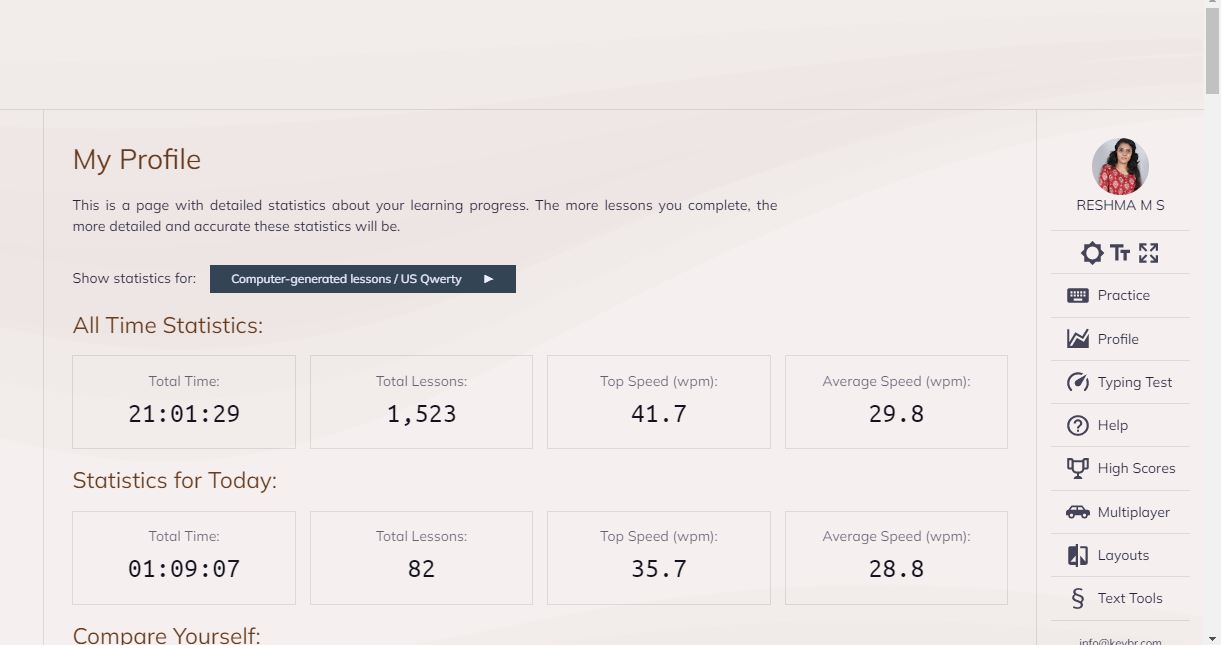 My Profile
This is a page with detailed statistics about your learning progress. The more lessons you complete, the
more detailed and accurate these statistics will be.
Show statistics for: Computer-generated lessons / US Qwerty
All Time Statistics:
Total Time:
21:01:29
Total Lessons:
1,523
Top Speed (wpm):
41.7
Average Speed (wpm):
29.8
Statistics for Today:
Total Time:
01:09:07
Total Lessons:
82
Top Speed (wpm):
35.7
Average Speed (wpm):
28.8
Compare Yourself:
RESHMA M S
Practice
Profile
Typing Test
Help
High Scores
Multiplayer
Layouts
Text Tools
info@keybr.com